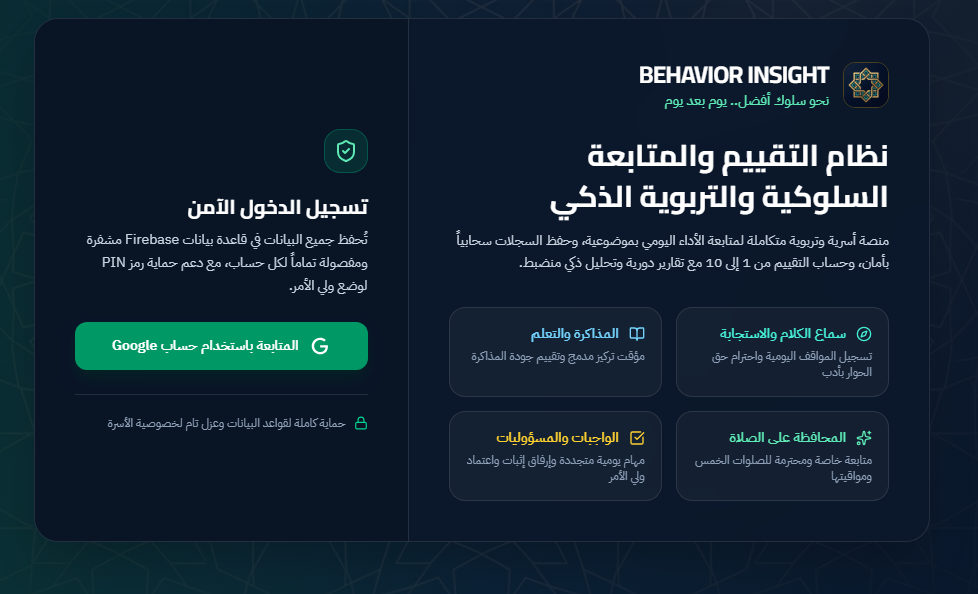 BEHAVIOR INSIGHT
نحو سلوك أفضل.. يوم بعد يوم
نظام التقييم والمتابعة
السلوكية والتربوية الذكي
منصة أسرية وتربوية متكاملة لمتابعة الأداء اليومي بموضوعية، وحفظ السجلات سحابياً
بأمان، وحساب التقييم من 1 إلى 10 مع تقارير دورية وتحليل ذكي منضبط.
سماع الكلام والاستجابة
تسجيل المواقف اليومية واحترام حق
الحوار بأدب
المذاكرة والتعلم
مؤقت تركيز مدمج وتقييم جودة المذاكرة
المحافظة على الصلاة
متابعة خاصة ومحترمة للصلوات الخمس
ومواقيتها
الواجبات والمسؤوليات
مهام يومية متجددة وإرفاق إثبات واعتماد
ولي الأمر
تسجيل الدخول الآمن
تُحفظ جميع البيانات في قاعدة بيانات Firebase مشفرة
ومفصولة تماماً لكل حساب، مع دعم حماية رمز PIN
لوضع ولي الأمر.
المتابعة باستخدام حساب Google
حماية كاملة لقواعد البيانات وعزل تام لخصوصية الأسرة